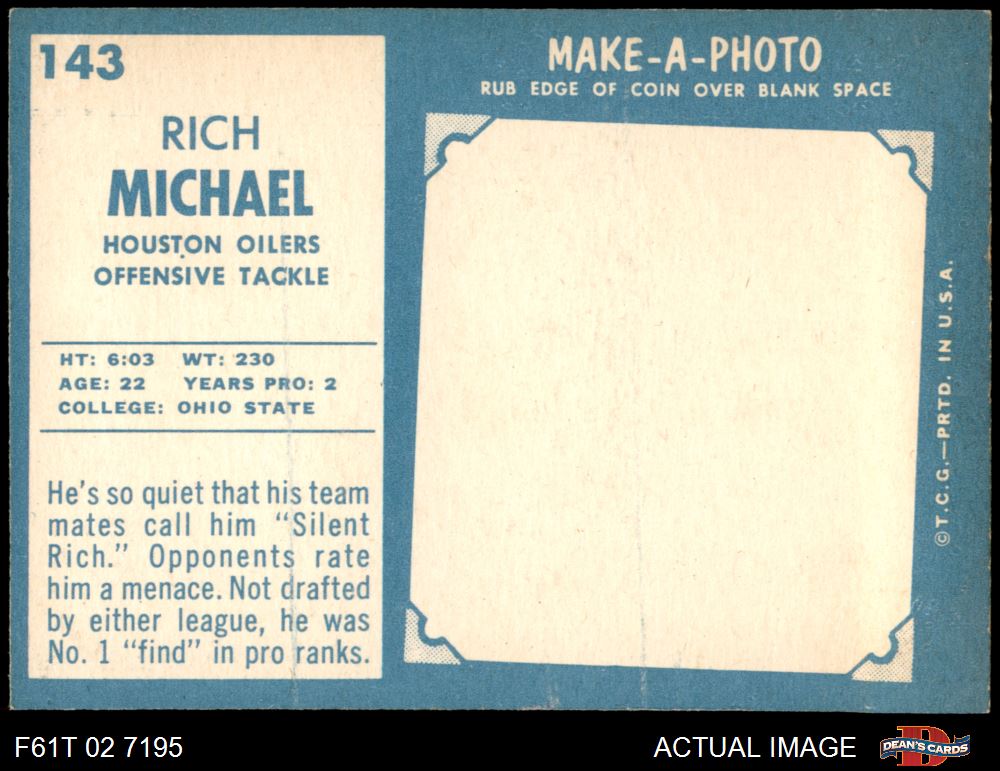 143
RICH
MICHAEL
HOUSTON OILERS
OFFENSIVE TACKLE
HT: 6:03 WT: 230
AGE: 22 YEARS PRO: 2
COLLEGE: OHIO STATE
He's so quiet that his team
mates call him "Silent
Rich." Opponents rate
him a menace. Not drafted
by either league, he was
No. 1 "find" in pro ranks.
MAKE-A-PHOTO
RUB EDGE OF COIN OVER BLANK SPACE
©T.C.G.—PRTD. IN U.S.A.
F61T 02 7195
ACTUAL IMAGE
DEAN'S CARDS